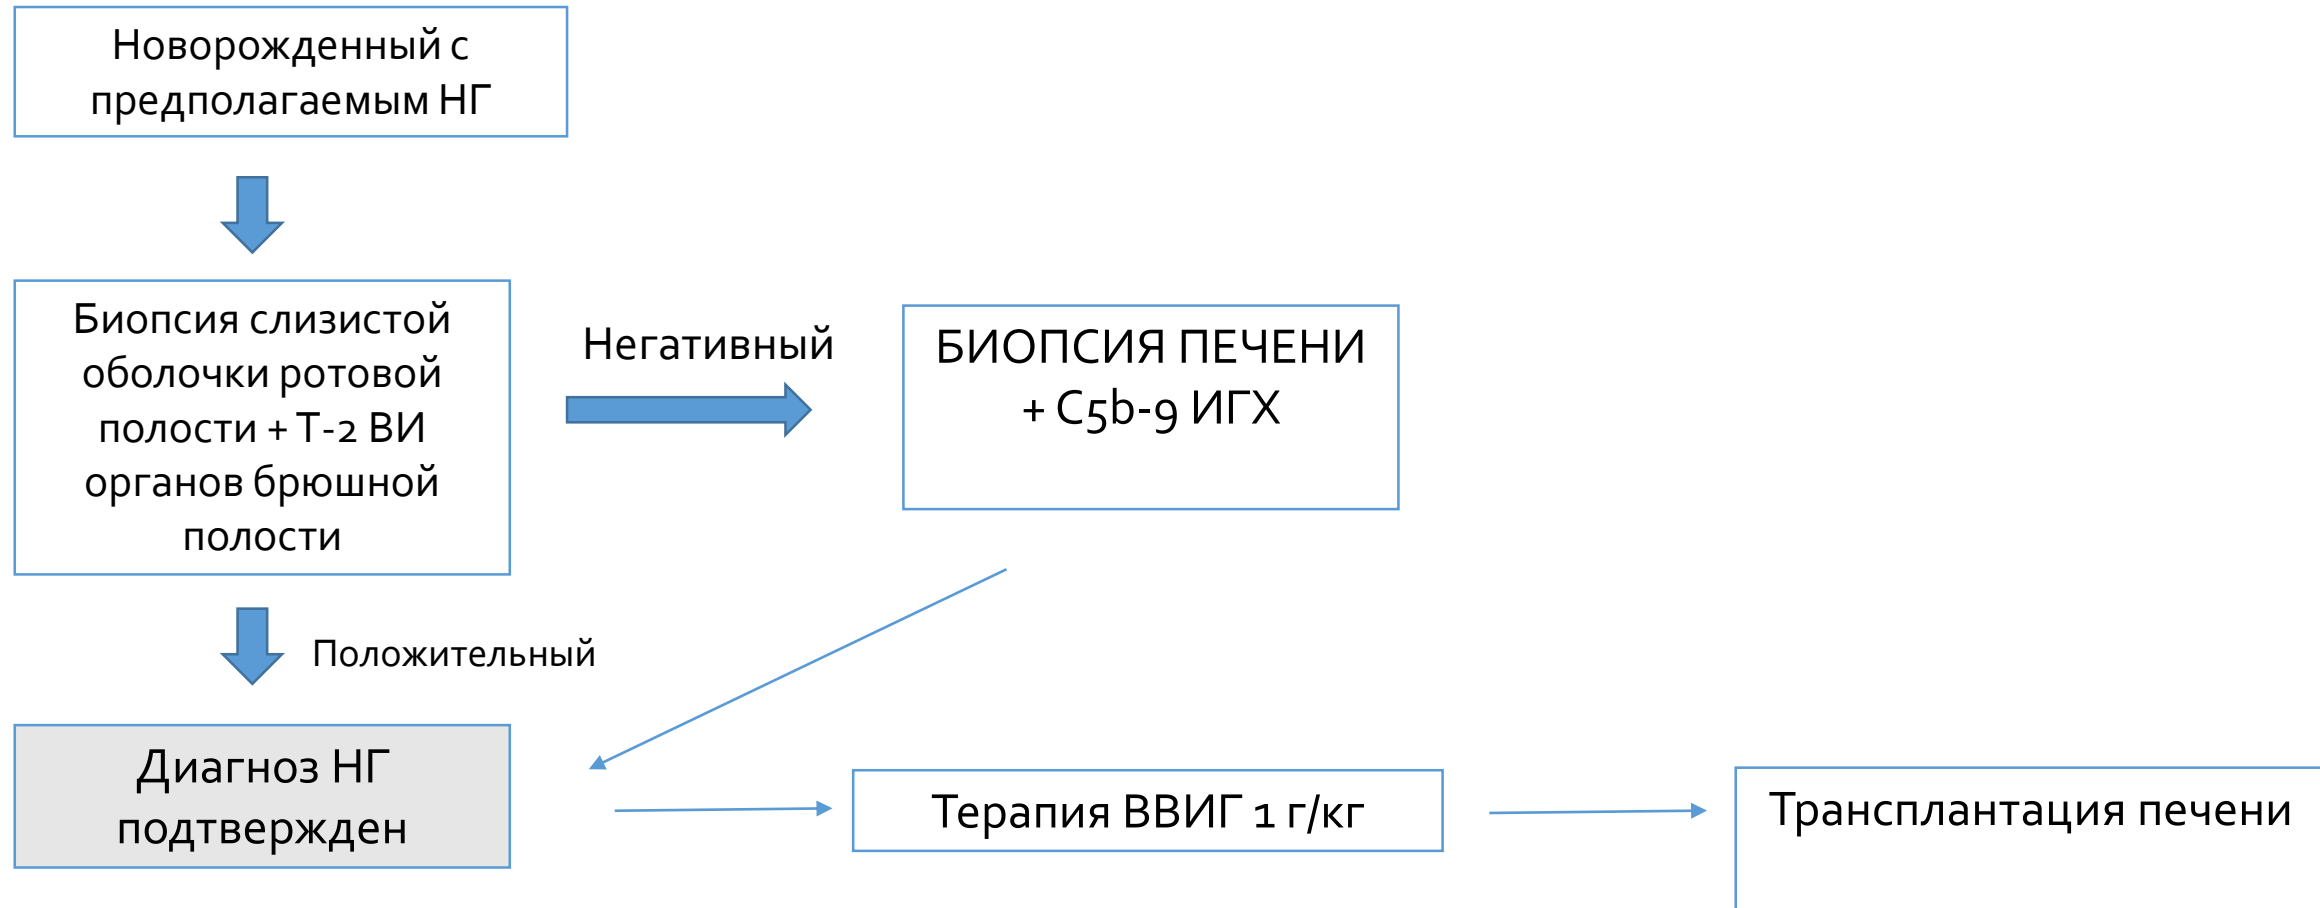 Новорожденный с
предполагаемым НГ
Биопсия слизистой
оболочки ротовой
полости + Т-2 ВИ
органов брюшной
полости
Негативный
БИОПСИЯ ПЕЧЕНИ
+ C5b-9 ИГХ
Положительный
Диагноз НГ
подтвержден
Терапия ВВИГ 1 г/кг
Трансплантация печени